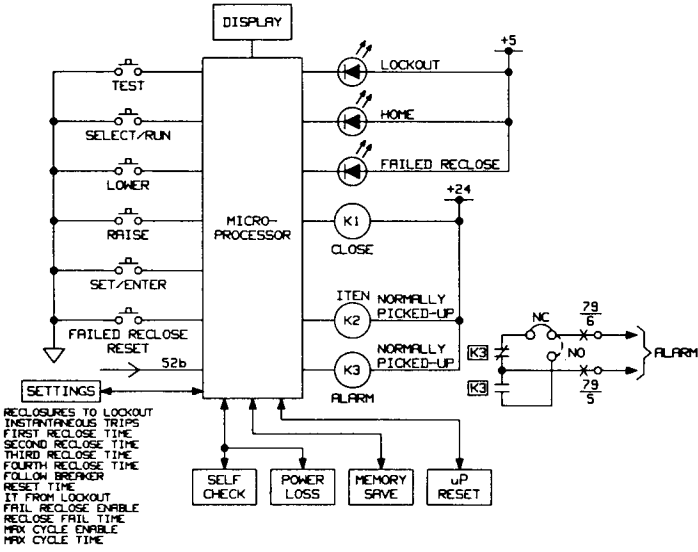 DISPLAY
+5
LOCKOUT
TEST
HOME
SELECT/RUN
FAILED RECLOSE
LOWER
+24
MICRO-
PROCESSOR
K1
RAISE
CLOSE
SET/ENTER
ITEN
NORMALLY
PICKED-UP
K2
FAILED RECLOSE
RESET
NORMALLY
PICKED-UP
52b
K3
ALARM
NC
79
6
K3
NO
ALARM
K3
79
5
SETTINGS
RECLOSURES TO LOCKOUT
INSTANTANEOUS TRIPS
FIRST RECLOSE TIME
SECOND RECLOSE TIME
THIRD RECLOSE TIME
FOURTH RECLOSE TIME
FOLLOW BREAKER
RESET TIME
IT FROM LOCKOUT
FAIL RECLOSE ENABLE
RECLOSE FAIL TIME
MAX CYCLE ENABLE
MAX CYCLE TIME
SELF
CHECK
POWER
LOSS
MEMORY
SAVE
uP
RESET